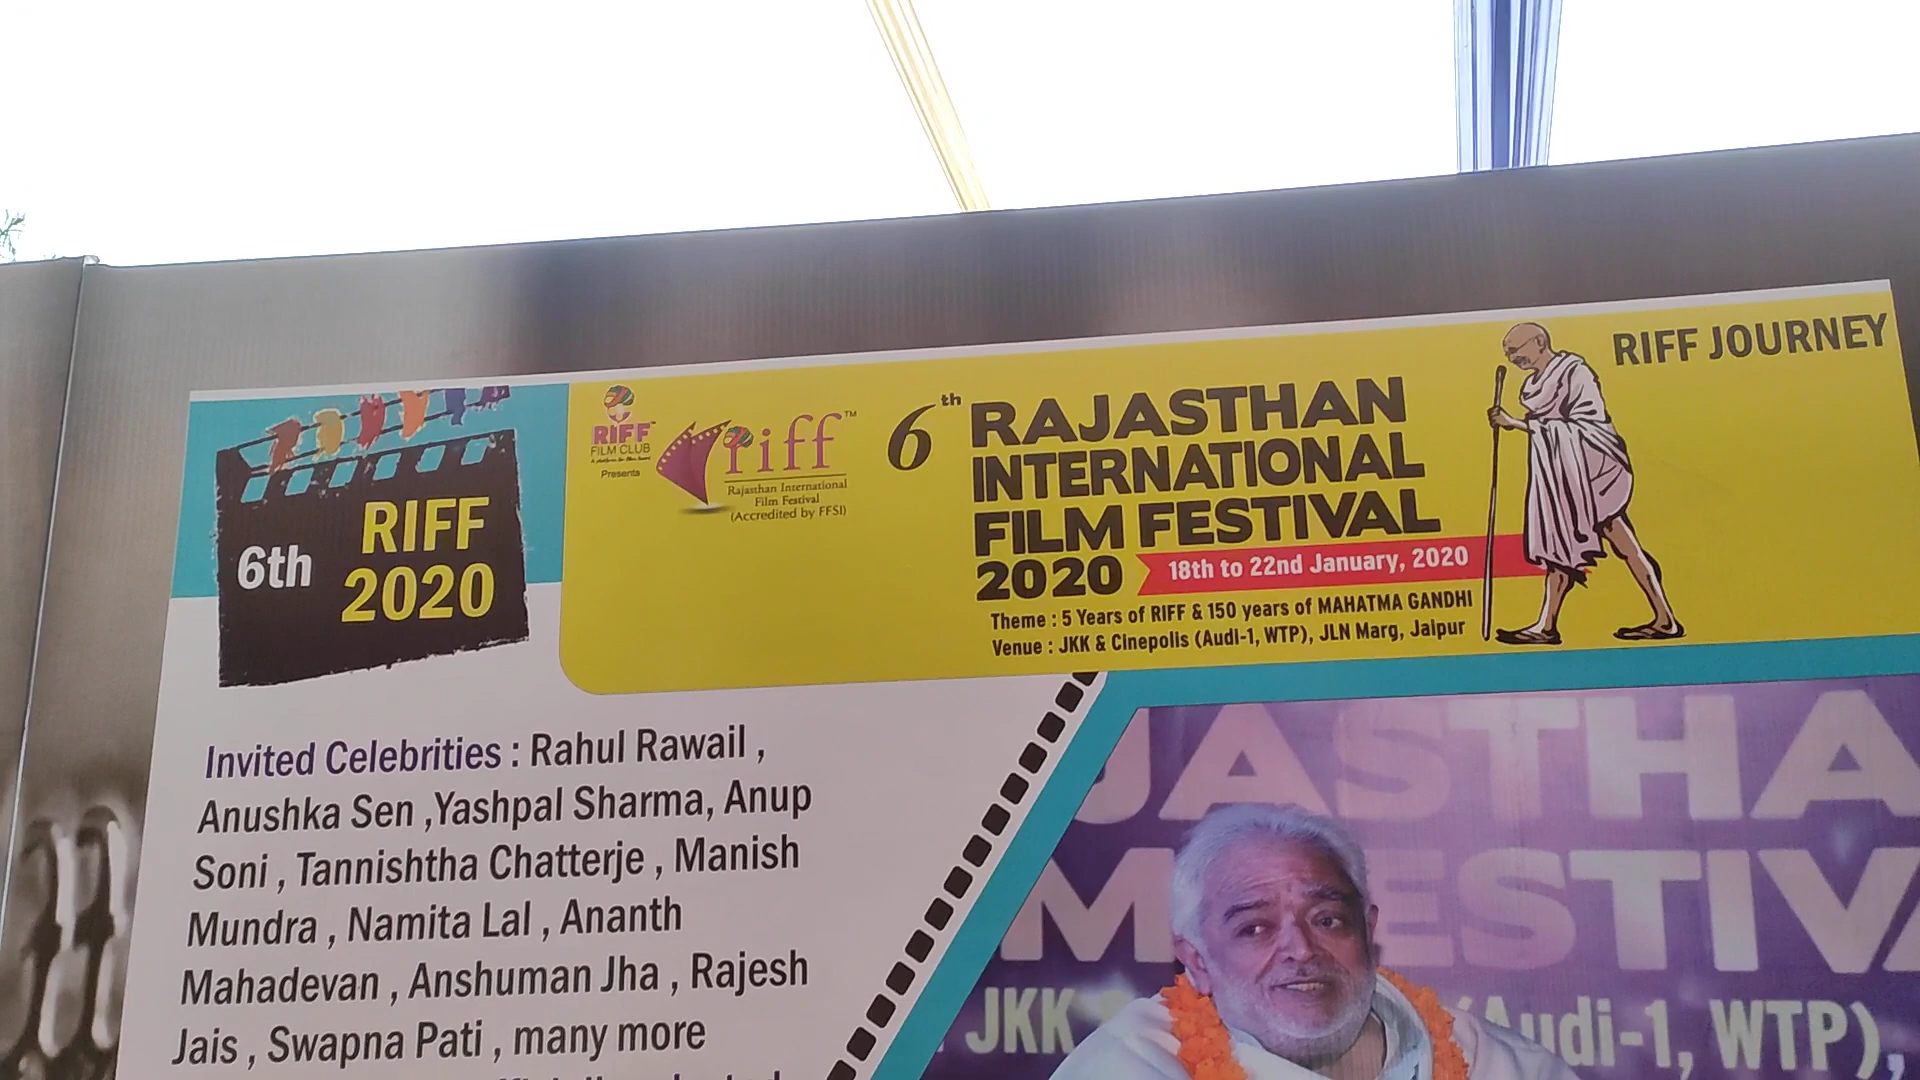 6th
RIFF
2020
RIFF
FILM CLUB
Presents
riff™
Rajasthan International
Film Festival
(Accredited by FFSI)
6th RAJASTHAN
INTERNATIONAL
FILM FESTIVAL
2020
18th to 22nd January, 2020
Theme : 5 Years of RIFF & 150 years of MAHATMA GANDHI
Venue : JKK & Cinepolis (Audi-1, WTP), JLN Marg, Jaipur
RIFF JOURNEY
Invited Celebrities : Rahul Rawail ,
Anushka Sen ,Yashpal Sharma, Anup
Soni , Tannishtha Chatterje , Manish
Mundra , Namita Lal , Ananth
Mahadevan , Anshuman Jha , Rajesh
Jais , Swapna Pati , many more
JASTHA
M FESTIVA
JKK (Audi-1, WTP),